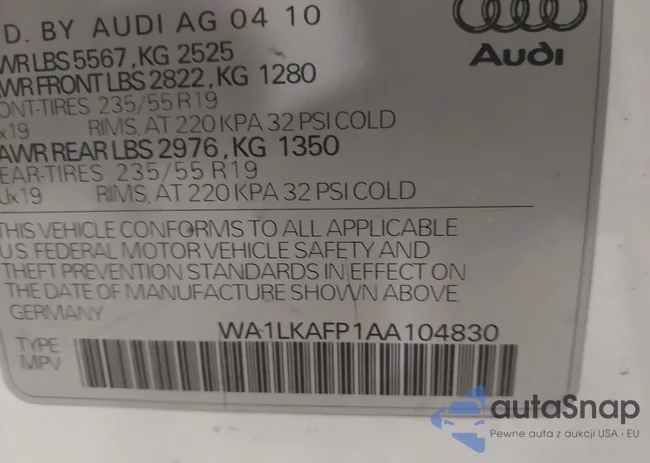 D. BY AUDI AG 04 10
WR LBS 5567, KG 2525
WR FRONT LBS 2822, KG 1280
ONT-TIRES 235/55 R19
x19 RIMS, AT 220 KPA 32 PSI COLD
AWR REAR LBS 2976, KG 1350
EAR-TIRES 235/55 R19
Jx19 RIMS, AT 220 KPA 32 PSI COLD
Audi
THIS VEHICLE CONFORMS TO ALL APPLICABLE
U S FEDERAL MOTOR VEHICLE SAFETY AND
THEFT PREVENTION STANDARDS IN EFFECT ON
THE DATE OF MANUFACTURE SHOWN ABOVE.
GERMANY
WA1LKAFP1AA104830
TYPE
MPV
autaSnap
Pewne auta z aukcji USA i EU